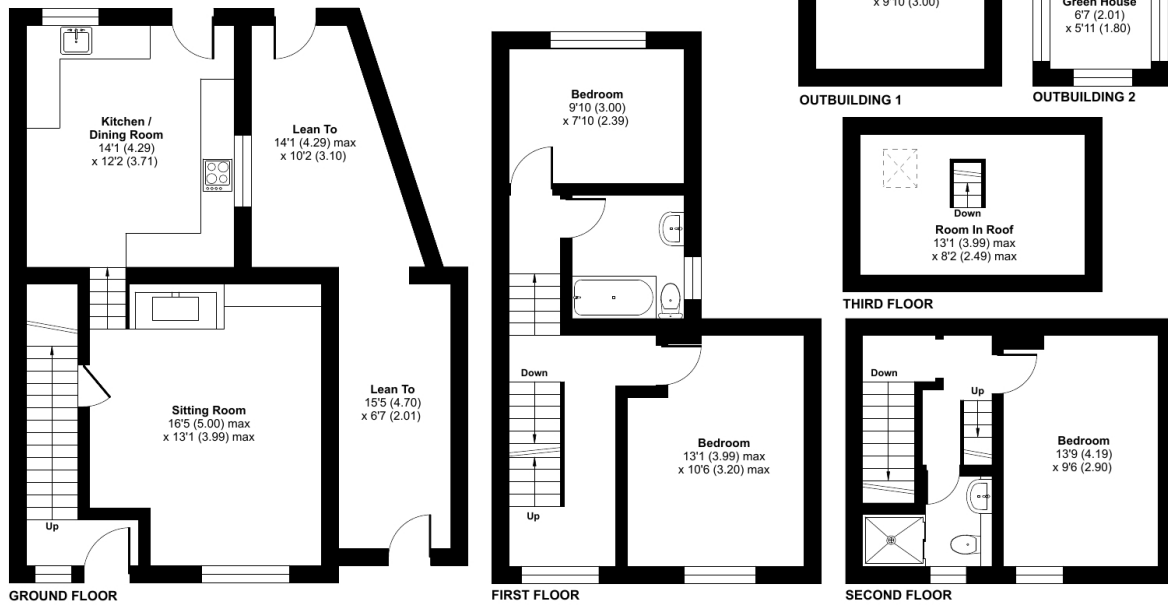 Kitchen /
Dining Room
14'1 (4.29)
x 12'2 (3.71)
Lean To
14'1 (4.29) max
x 10'2 (3.10)
Sitting Room
16'5 (5.00) max
x 13'1 (3.99) max
Lean To
15'5 (4.70)
x 6'7 (2.01)
Up
GROUND FLOOR
Bedroom
9'10 (3.00)
x 7'10 (2.39)
Down
Up
Bedroom
13'1 (3.99) max
x 10'6 (3.20) max
FIRST FLOOR
x 9'10 (3.00)
OUTBUILDING 1
Green House
6'7 (2.01)
x 5'11 (1.80)
OUTBUILDING 2
Down
Room In Roof
13'1 (3.99) max
x 8'2 (2.49) max
THIRD FLOOR
Down
Up
Bedroom
13'9 (4.19)
x 9'6 (2.90)
SECOND FLOOR